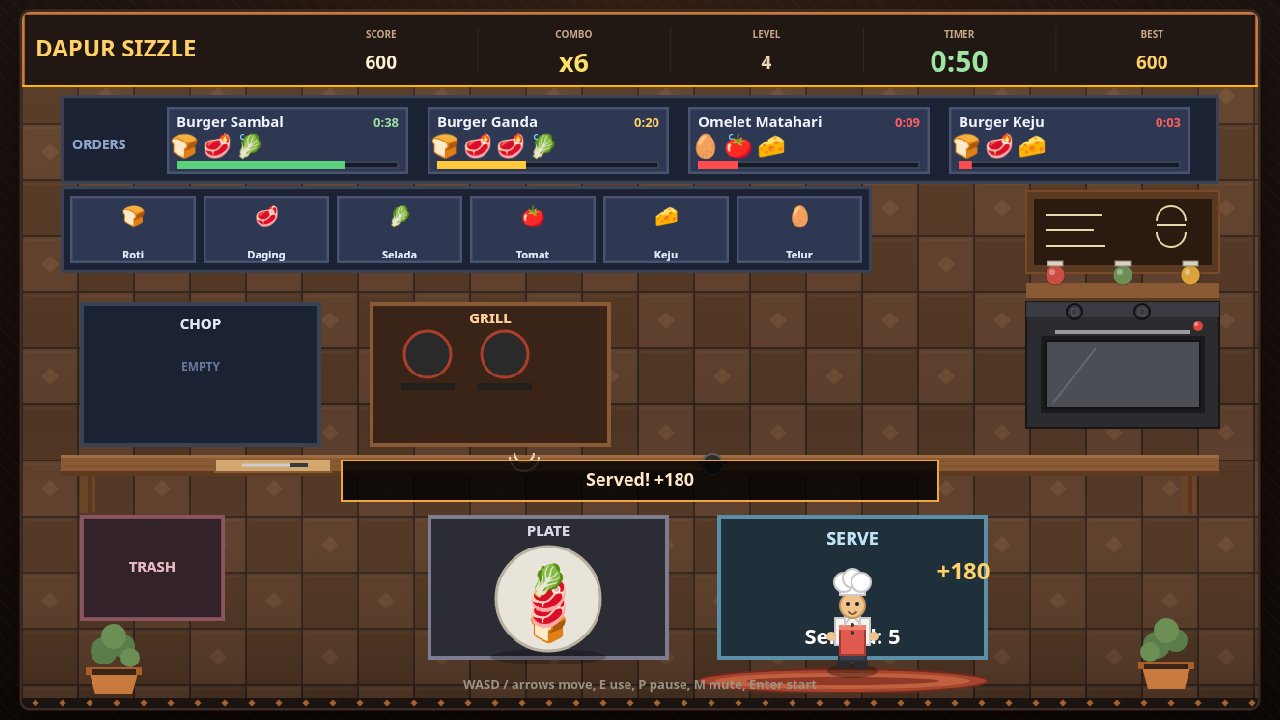 DAPUR SIZZLE
SCORE
600
COMBO
x6
LEVEL
4
TIMER
0:50
BEST
600
ORDERS
Burger Sambal 0:38
Burger Ganda 0:20
Omelet Matahari 0:09
Burger Keju 0:03
Roti
Daging
Selada
Tomat
Keju
Telur
CHOP
EMPTY
GRILL
Served! +180
TRASH
PLATE
SERVE
+180
5
WASD / arrows move, E use, P pause, M mute, Enter start